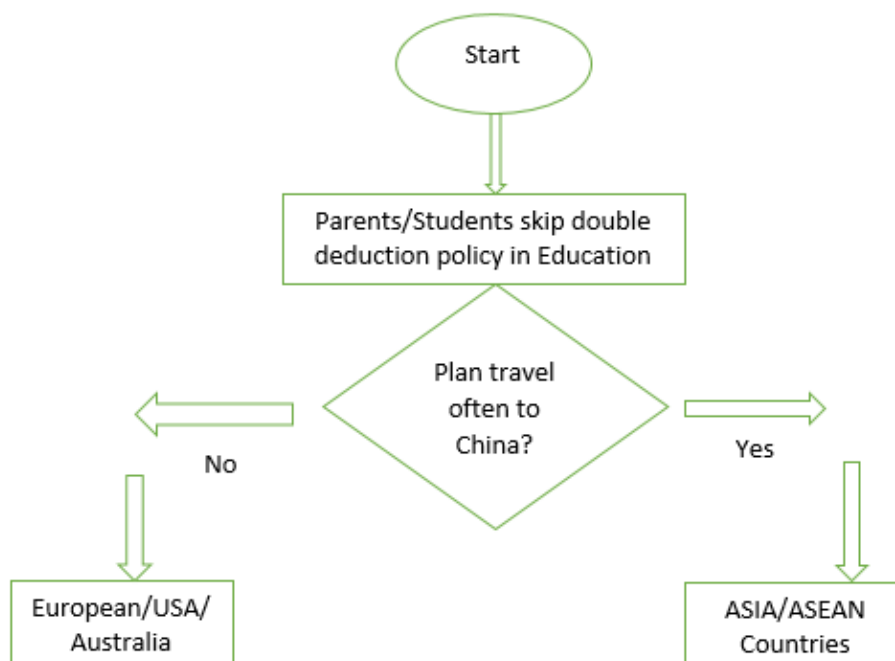 Start
Parents/Students skip double
deduction policy in Education
Plan travel
often to
China?
No
Yes
European/USA/
Australia
ASIA/ASEAN
Countries